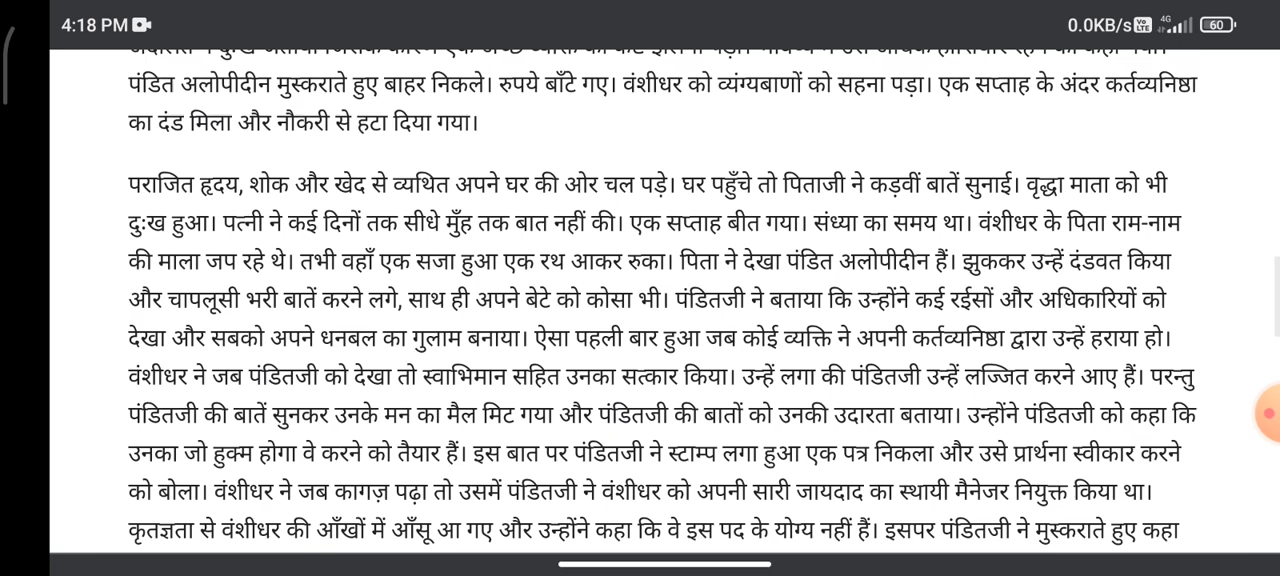 4:18 PM
0.0KB/s Vo LTE 4G 60
पंडित अलोपीदीन मुस्कराते हुए बाहर निकले। रुपये बाँटे गए। वंशीधर को व्यंग्यबाणों को सहना पड़ा। एक सप्ताह के अंदर कर्तव्यनिष्ठा
का दंड मिला और नौकरी से हटा दिया गया।
पराजित हृदय, शोक और खेद से व्यथित अपने घर की ओर चल पड़े। घर पहुँचे तो पिताजी ने कड़वीं बातें सुनाई। वृद्धा माता को भी
दुःख हुआ। पत्नी ने कई दिनों तक सीधे मुँह तक बात नहीं की। एक सप्ताह बीत गया। संध्या का समय था। वंशीधर के पिता राम-नाम
की माला जप रहे थे। तभी वहाँ एक सजा हुआ एक रथ आकर रुका। पिता ने देखा पंडित अलोपीदीन हैं। झुककर उन्हें दंडवत किया
और चापलूसी भरी बातें करने लगे, साथ ही अपने बेटे को कोसा भी। पंडितजी ने बताया कि उन्होंने कई रईसों और अधिकारियों को
देखा और सबको अपने धनबल का गुलाम बनाया। ऐसा पहली बार हुआ जब कोई व्यक्ति ने अपनी कर्तव्यनिष्ठा द्वारा उन्हें हराया हो।
वंशीधर ने जब पंडितजी को देखा तो स्वाभिमान सहित उनका सत्कार किया। उन्हें लगा की पंडितजी उन्हें लज्जित करने आए हैं। परन्तु
पंडितजी की बातें सुनकर उनके मन का मैल मिट गया और पंडितजी की बातों को उनकी उदारता बताया। उन्होंने पंडितजी को कहा कि
उनका जो हुक्म होगा वे करने को तैयार हैं। इस बात पर पंडितजी ने स्टाम्प लगा हुआ एक पत्र निकला और उसे प्रार्थना स्वीकार करने
को बोला। वंशीधर ने जब कागज़ पढ़ा तो उसमें पंडितजी ने वंशीधर को अपनी सारी जायदाद का स्थायी मैनेजर नियुक्त किया था।
कृतज्ञता से वंशीधर की आँखों में आँसू आ गए और उन्होंने कहा कि वे इस पद के योग्य नहीं हैं। इसपर पंडितजी ने मुस्कराते हुए कहा